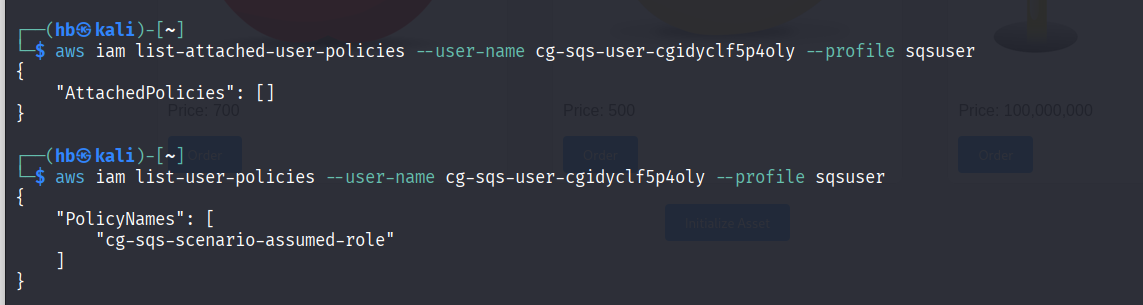 ┌──(hb㉿kali)-[~]
└─$ aws iam list-attached-user-policies --user-name cg-sqs-user-cgidyclf5p4oly --profile sqsuser
{
    "AttachedPolicies": []
}
Price: 700 Price: 500 Price: 100,000,000
Order Order Order
┌──(hb㉿kali)-[~]
└─$ aws iam list-user-policies --user-name cg-sqs-user-cgidyclf5p4oly --profile sqsuser
{
    "PolicyNames": [
        "cg-sqs-scenario-assumed-role"
    ]
}
Initialize Asset